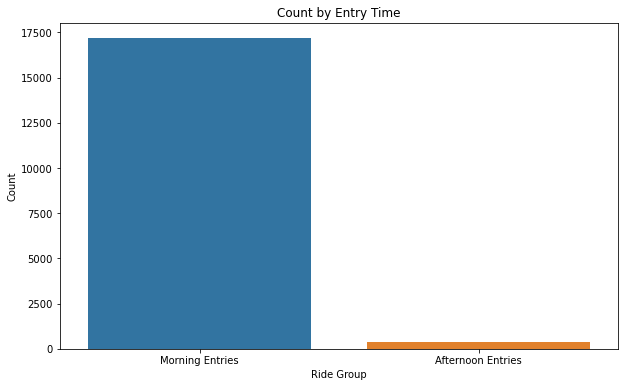 Count by Entry Time
17500
15000
12500
10000
7500
5000
2500
0
Count
Morning Entries
Afternoon Entries
Ride Group